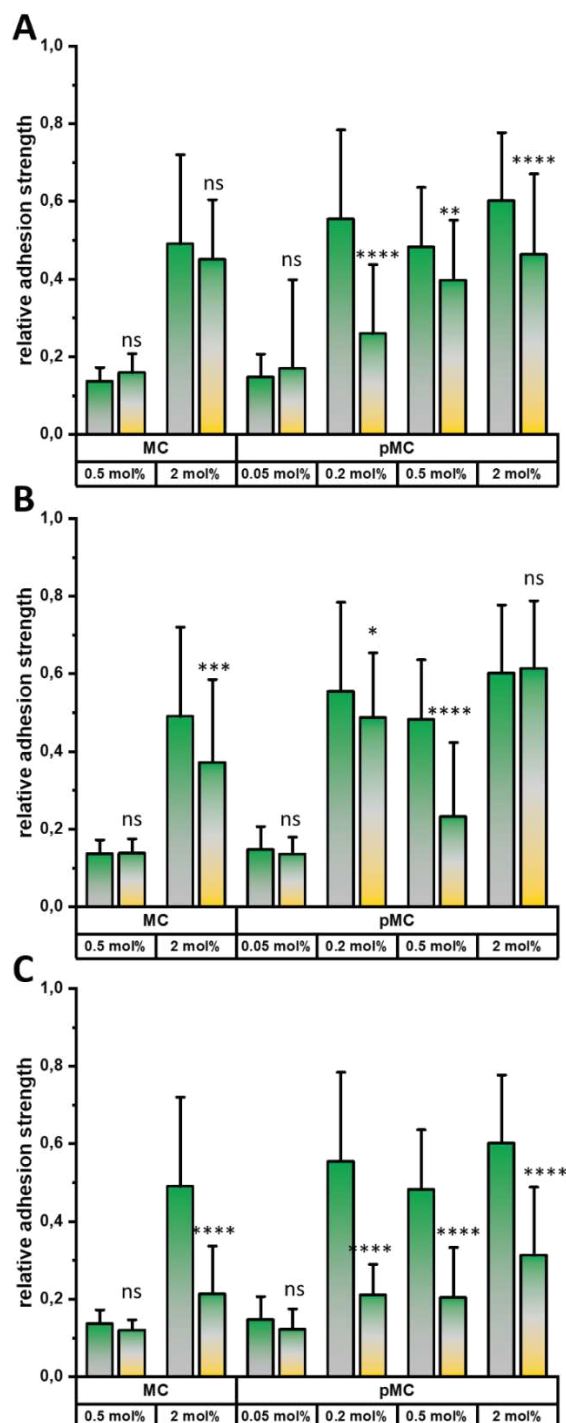 A
1,0
0,8
0,6
0,4
0,2
0,0
relative adhesion strength
ns
ns
ns
****
**
****
MC
pMC
0.5 mol%
2 mol%
0.05 mol%
0.2 mol%
0.5 mol%
2 mol%
B
1,0
0,8
0,6
0,4
0,2
0,0
relative adhesion strength
ns
***
ns
*
****
ns
MC
pMC
0.5 mol%
2 mol%
0.05 mol%
0.2 mol%
0.5 mol%
2 mol%
C
1,0
0,8
0,6
0,4
0,2
0,0
relative adhesion strength
ns
****
ns
****
****
****
MC
pMC
0.5 mol%
2 mol%
0.05 mol%
0.2 mol%
0.5 mol%
2 mol%